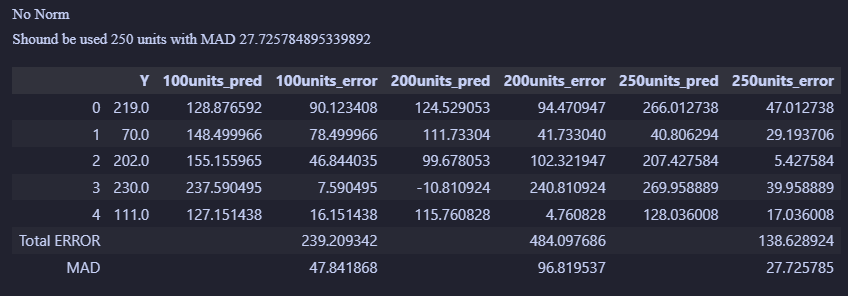 No Norm
Shound be used 250 units with MAD 27.725784895339892
Y 100units_pred 100units_error 200units_pred 200units_error 250units_pred 250units_error
0 219.0 128.876592 90.123408 124.529053 94.470947 266.012738 47.012738
1 70.0 148.499966 78.499966 111.73304 41.733040 40.806294 29.193706
2 202.0 155.155965 46.844035 99.678053 102.321947 207.427584 5.427584
3 230.0 237.590495 7.590495 -10.810924 240.810924 269.958889 39.958889
4 111.0 127.151438 16.151438 115.760828 4.760828 128.036008 17.036008
Total ERROR 239.209342 484.097686 138.628924
MAD 47.841868 96.819537 27.725785